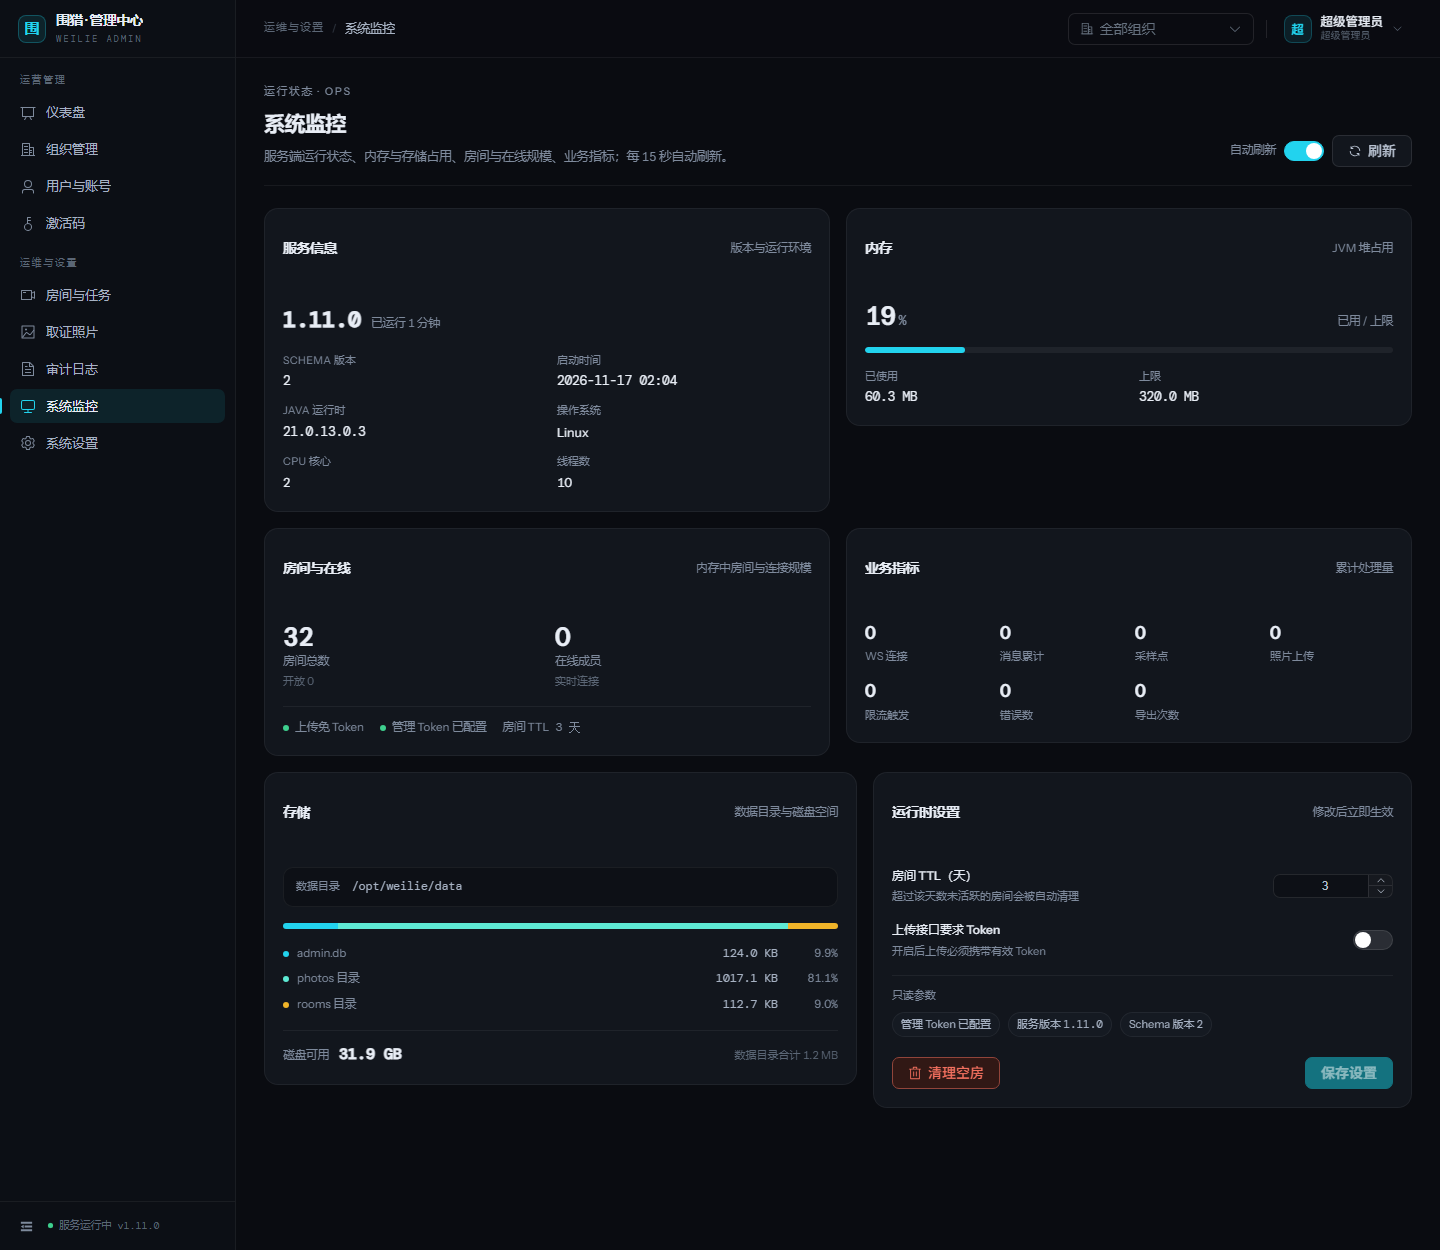 围
围猎·管理中心
WEILIE ADMIN
运营管理
仪表盘
组织管理
用户与账号
激活码
运维与设置
房间与任务
取证照片
审计日志
系统监控
系统设置
服务运行中 v1.11.0
运维与设置 / 系统监控
全部组织
超
超级管理员
超级管理员
运行状态 · OPS
系统监控
服务端运行状态、内存与存储占用、房间与在线规模、业务指标；每 15 秒自动刷新。
自动刷新
刷新
服务信息
版本与运行环境
1.11.0 已运行 1 分钟
SCHEMA 版本
2
启动时间
2026-11-17 02:04
JAVA 运行时
21.0.13.0.3
操作系统
Linux
CPU 核心
2
线程数
10
内存
JVM 堆占用
19%
已用 / 上限
已使用
60.3 MB
上限
320.0 MB
房间与在线
内存中房间与连接规模
32
房间总数
开放 0
0
在线成员
实时连接
上传免 Token
管理 Token 已配置
房间 TTL 3 天
业务指标
累计处理量
0
WS 连接
0
消息累计
0
采样点
0
照片上传
0
限流触发
0
错误数
0
导出次数
存储
数据目录与磁盘空间
数据目录 /opt/weilie/data
admin.db 124.0 KB 9.9%
photos 目录 1017.1 KB 81.1%
rooms 目录 112.7 KB 9.0%
磁盘可用 31.9 GB
数据目录合计 1.2 MB
运行时设置
修改后立即生效
房间 TTL（天）
超过该天数未活跃的房间会被自动清理
3
上传接口要求 Token
开启后上传必须携带有效 Token
只读参数
管理 Token 已配置
服务版本 1.11.0
Schema 版本 2
清理空房
保存设置